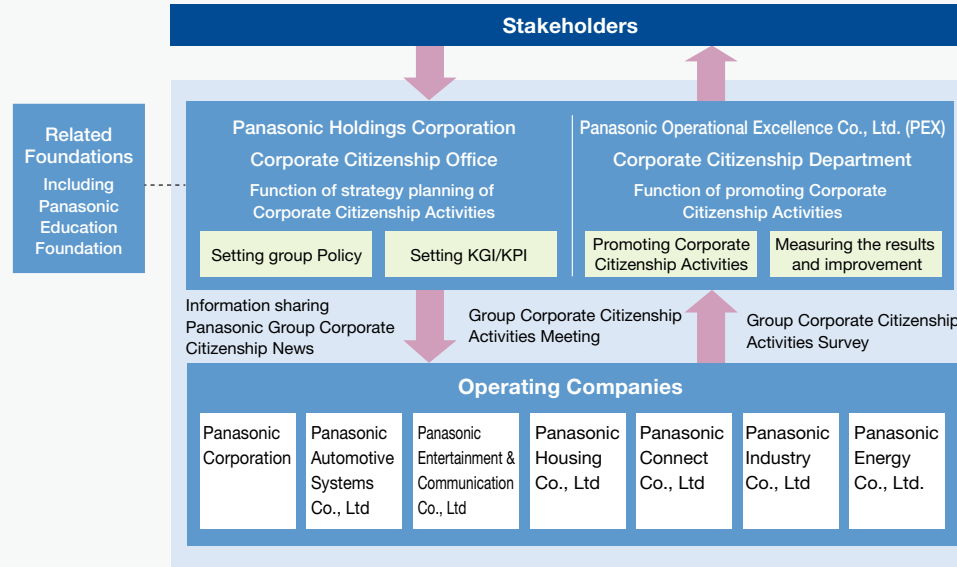 Stakeholders
Related
Foundations
Including
Panasonic
Education
Foundation
Panasonic Holdings Corporation
Corporate Citizenship Office
Function of strategy planning of
Corporate Citizenship Activities
Setting group Policy
Setting KGI/KPI
Panasonic Operational Excellence Co., Ltd. (PEX)
Corporate Citizenship Department
Function of promoting Corporate
Citizenship Activities
Promoting Corporate
Citizenship Activities
Measuring the results
and improvement
Information sharing
Panasonic Group Corporate
Citizenship News
Group Corporate Citizenship
Activities Meeting
Group Corporate Citizenship
Activities Survey
Operating Companies
Panasonic
Corporation
Panasonic
Automotive
Systems
Co., Ltd
Panasonic
Entertainment &
Communication
Co., Ltd
Panasonic
Housing
Co., Ltd
Panasonic
Connect
Co., Ltd
Panasonic
Industry
Co., Ltd
Panasonic
Energy
Co., Ltd.